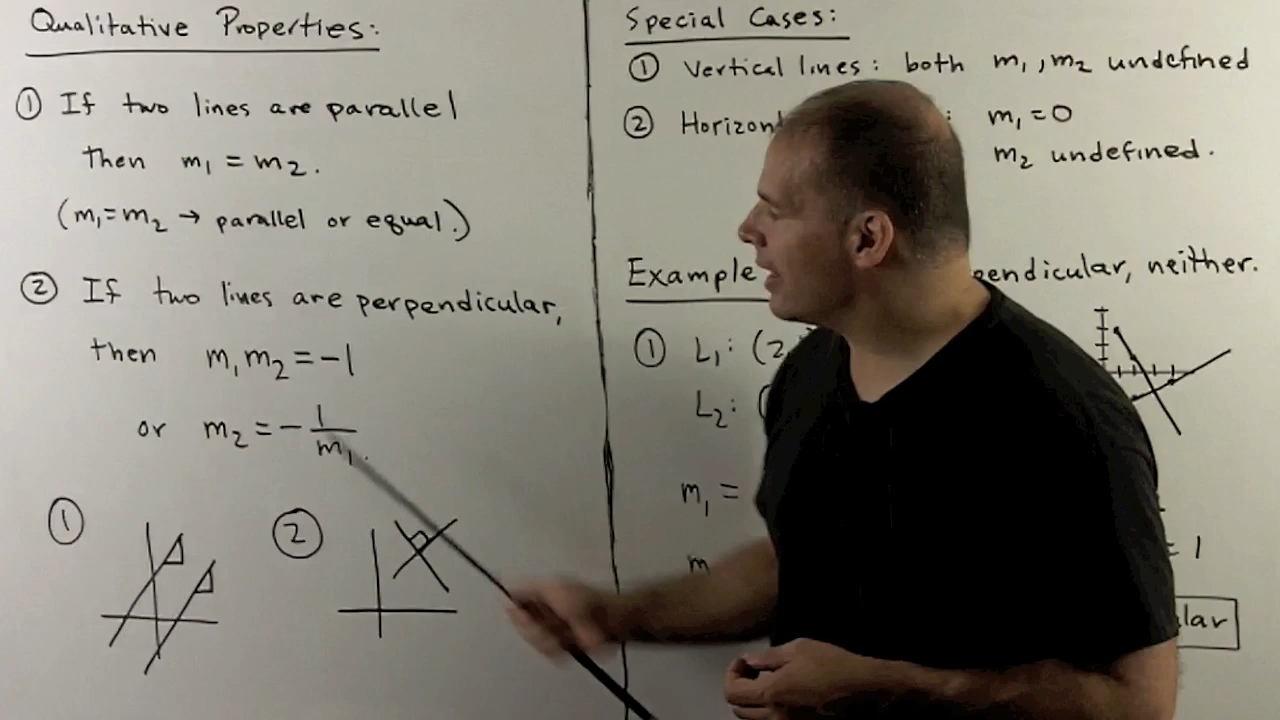 Qualitative Properties:
① If two lines are parallel
then m₁ = m₂.
(m₁=m₂ → parallel or equal.)
② If two lines are perpendicular,
then m₁m₂ = -1
or m₂ = - 1/m₁.
①
②
Special Cases:
① Vertical lines: both m₁, m₂ undefined
② Horizont : m₁ = 0
m₂ undefined.
Example endicular, neither.
① L₁: (2,
L₂: (
m₁ =
m
= 1
lar